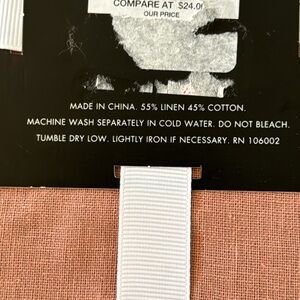 COMPARE AT $24.0
OUR PRICE
MADE IN CHINA. 55% LINEN 45% COTTON.
MACHINE WASH SEPARATELY IN COLD WATER. DO NOT BLEACH.
TUMBLE DRY LOW. LIGHTLY IRON IF NECESSARY. RN 106002